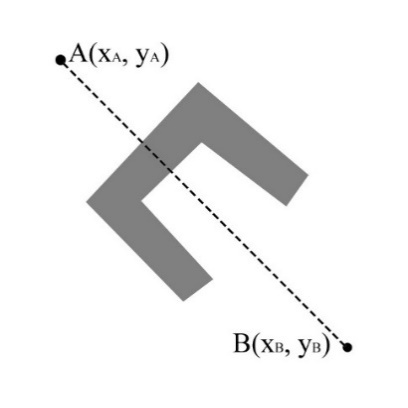 A(xA, yA)
B(xB, yB)